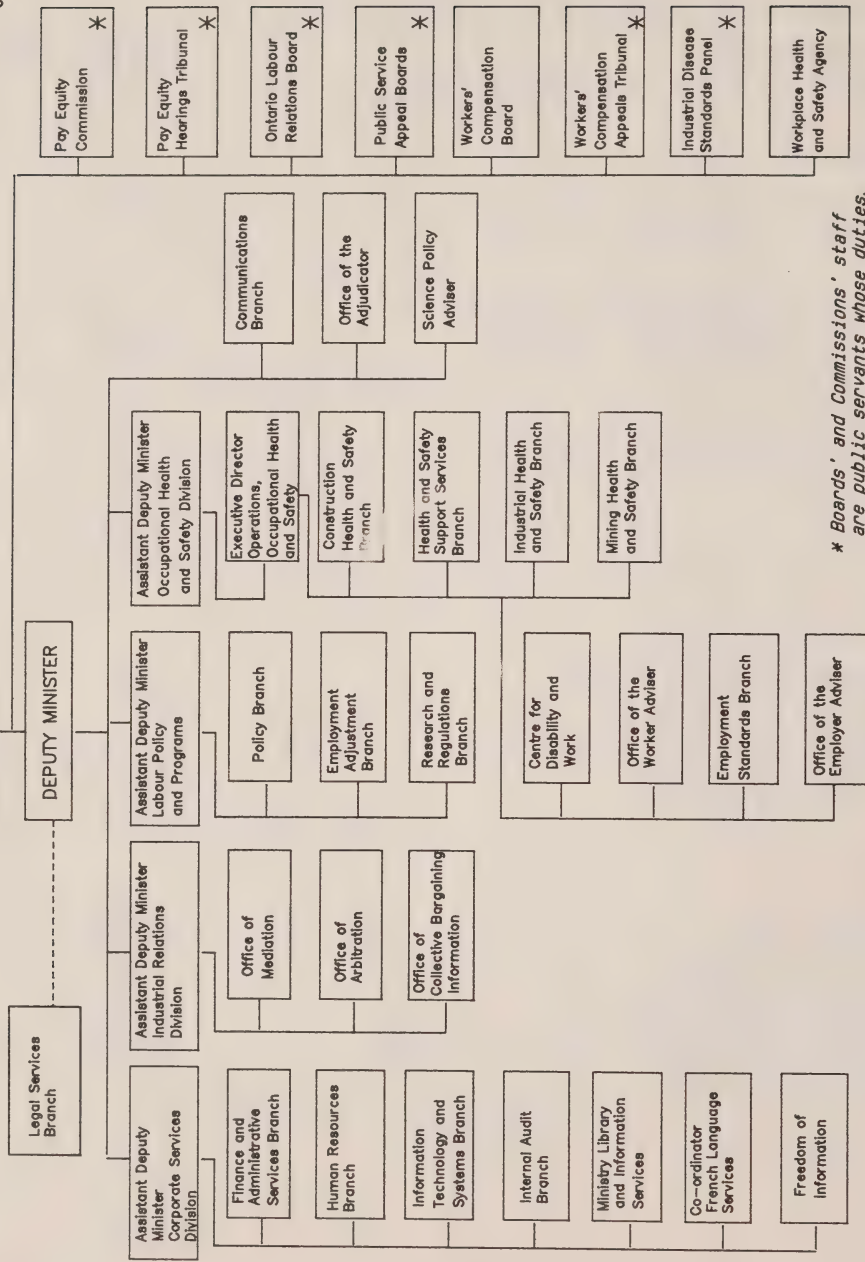 DEPUTY MINISTER
Legal Services
Branch
Assistant Deputy
Minister
Corporate Services
Division
Finance and
Administrative
Services Branch
Human Resources
Branch
Information
Technology and
Systems Branch
Internal Audit
Branch
Ministry Library
and Information
Services
Co-ordinator
French Language
Services
Freedom of
Information
Assistant Deputy Minister
Industrial Relations
Division
Office of
Mediation
Office of
Arbitration
Office of
Collective Bargaining
Information
Assistant Deputy Minister
Labour Policy
and Programs
Policy Branch
Employment
Adjustment
Branch
Research and
Regulations
Branch
Centre for
Disability and
Work
Office of the
Worker Adviser
Employment
Standards Branch
Office of the
Employer Adviser
Assistant Deputy Minister
Occupational Health
and Safety Division
Executive Director
Operations,
Occupational Health
and Safety
Construction
Health and Safety
Branch
Health and Safety
Support Services
Branch
Industrial Health
and Safety Branch
Mining Health
and Safety Branch
Communications
Branch
Office of the
Adjudicator
Science Policy
Adviser
Pay Equity
Commission *
Pay Equity
Hearings Tribunal *
Ontario Labour
Relations Board *
Public Service
Appeal Boards *
Workers'
Compensation
Board
Workers'
Compensation
Appeals Tribunal *
Industrial Disease
Standards Panel *
Workplace Health
and Safety Agency
* Boards' and Commissions' staff
are public servants whose duties,